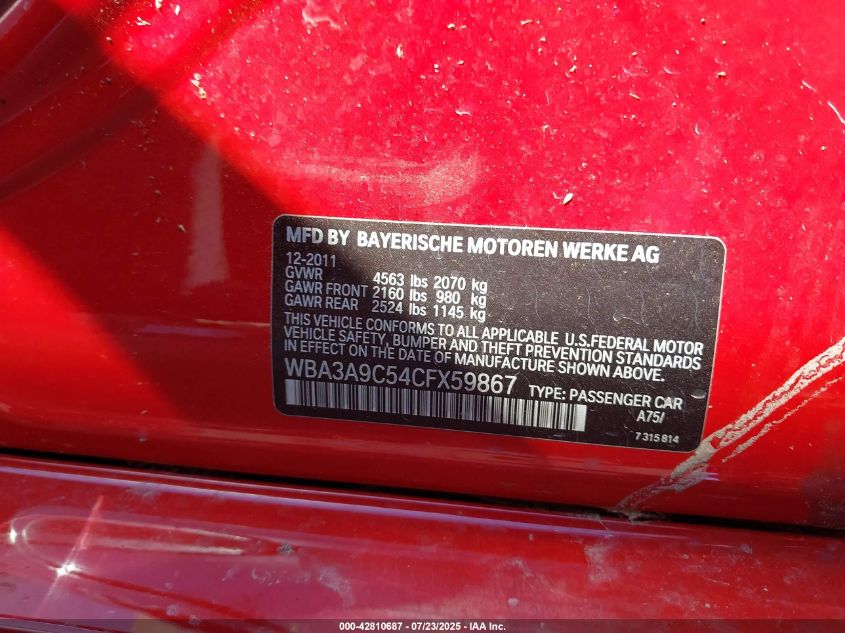 MFD BY BAYERISCHE MOTOREN WERKE AG
12-2011
GVWR 4563 lbs 2070 kg
GAWR FRONT 2160 lbs 980 kg
GAWR REAR 2524 lbs 1145 kg
THIS VEHICLE CONFORMS TO ALL APPLICABLE U.S.FEDERAL MOTOR
VEHICLE SAFETY, BUMPER AND THEFT PREVENTION STANDARDS
IN EFFECT ON THE DATE OF MANUFACTURE SHOWN ABOVE.
WBA3A9C54CFX59867 TYPE: PASSENGER CAR
A75/
7 315 814
000-42810687 - 07/23/2025 - IAA Inc.